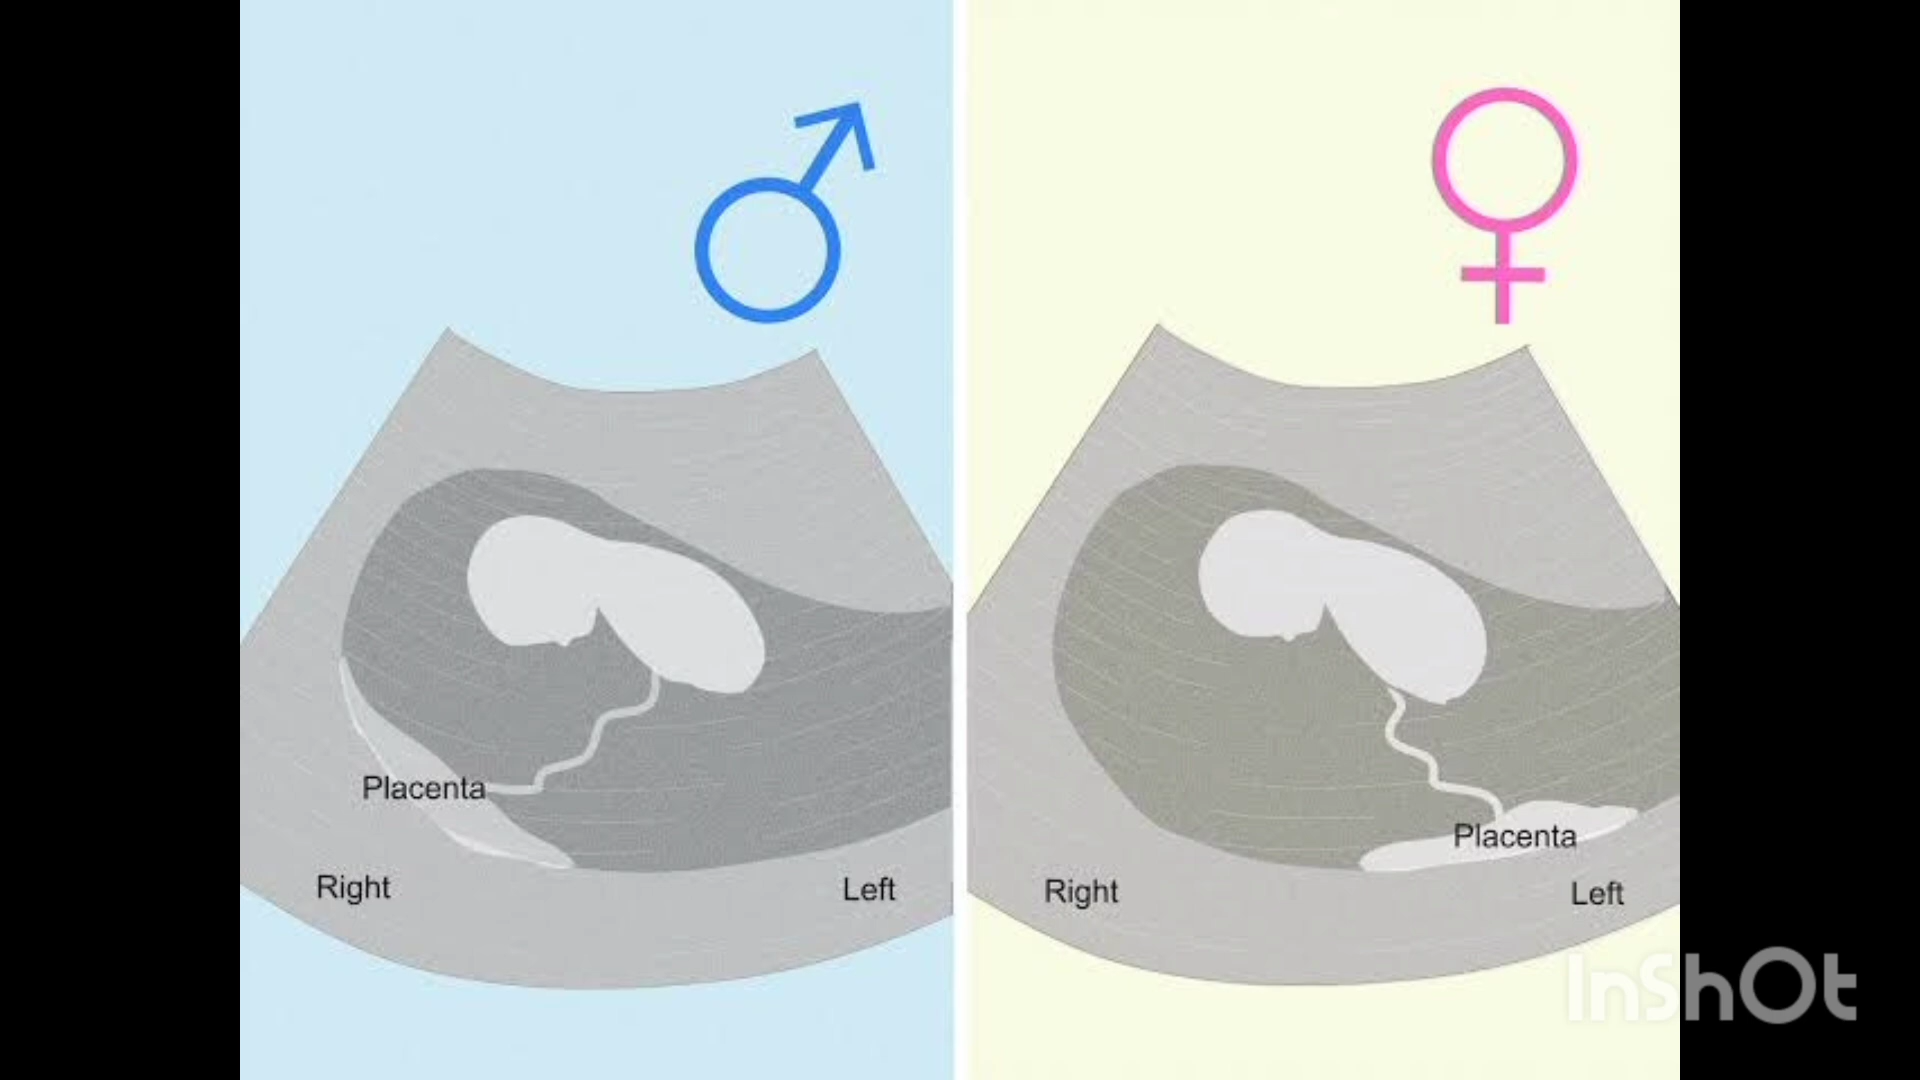 Placenta
Right
Left
Placenta
Right
Left
InShOt